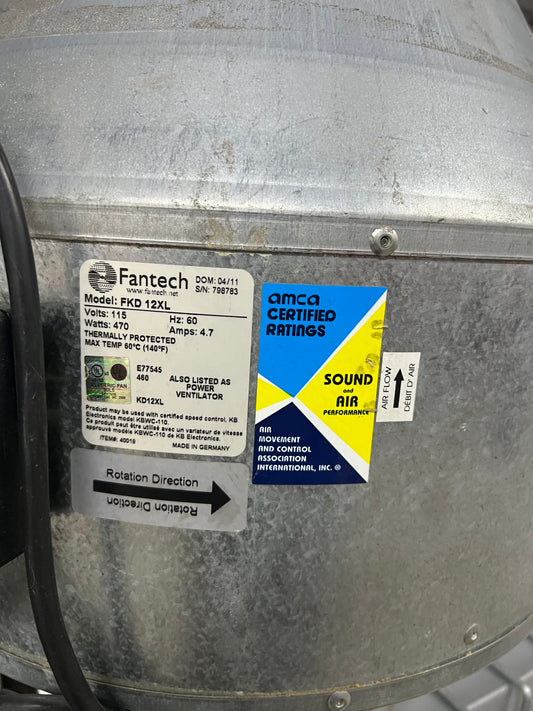 Fantech
www.fantech.net
DOM: 04/11
S/N: 798783
Model: FKD 12XL
Volts: 115 Hz: 60
Watts: 470 Amps: 4.7
THERMALLY PROTECTED
MAX TEMP 60°C (140°F)
E77545
460 ALSO LISTED AS
POWER
VENTILATOR
KD12XL
Product may be used with certified speed control, KB
Electronics model KBWC-110.
Ce produit peut être utilisé avec un variateur de vitesse
approuvé modèle KBWC-110 de KB Electronics.
ITEM#: 40018 MADE IN GERMANY
Rotation Direction
Rotation Direction
amca
CERTIFIED
RATINGS
SOUND
and
AIR
PERFORMANCE
AIR
MOVEMENT
AND CONTROL
ASSOCIATION
INTERNATIONAL, INC. ®
AIR FLOW
DÉBIT D' AIR